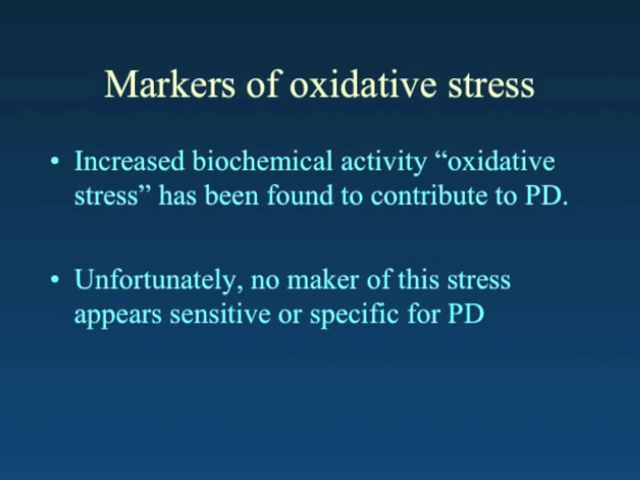 Markers of oxidative stress
• Increased biochemical activity “oxidative
stress” has been found to contribute to PD.
• Unfortunately, no maker of this stress
appears sensitive or specific for PD